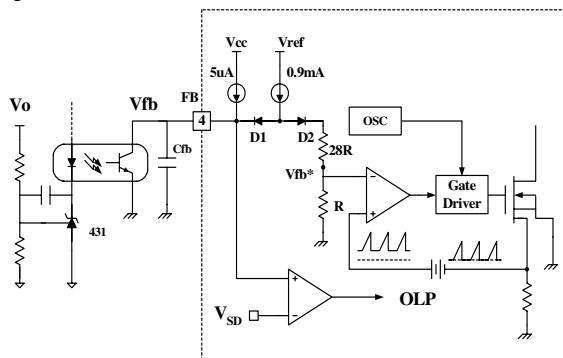 Vcc Vref
5uA 0.9mA
Vo Vfb FB
4
OSC
D1 D2
Cfb
28R
Vfb*
R
−
+
Gate
Driver
431
+
−
V_SD
OLP